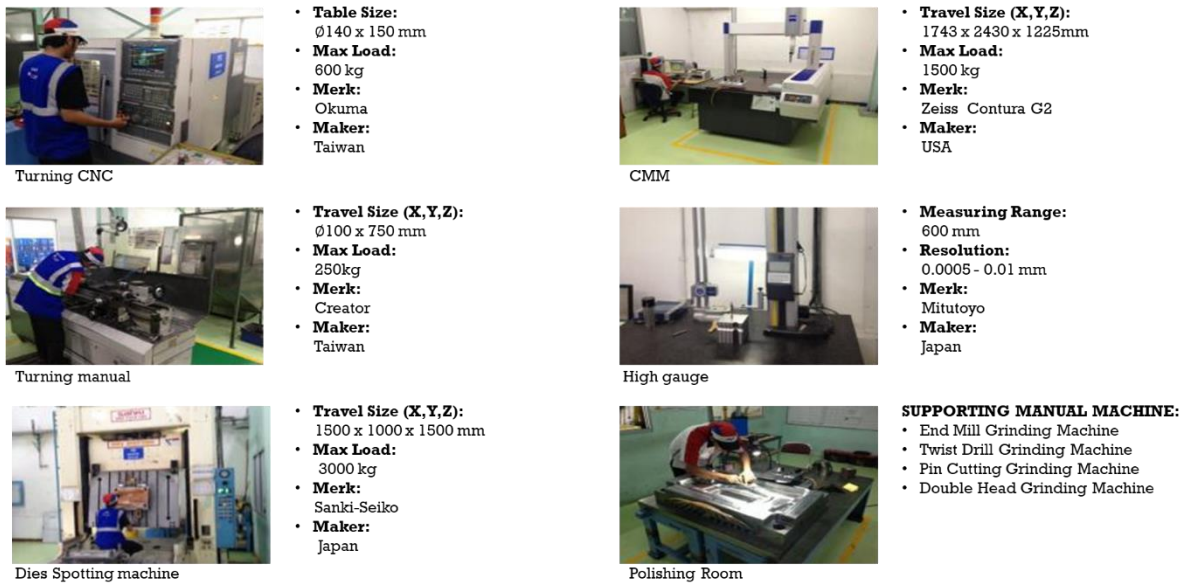 • Table Size:
Ø140 x 150 mm
• Max Load:
600 kg
• Merk:
Okuma
• Maker:
Taiwan
Turning CNC
• Travel Size (X,Y,Z):
1743 x 2430 x 1225mm
• Max Load:
1500 kg
• Merk:
Zeiss Contura G2
• Maker:
USA
CMM
• Travel Size (X,Y,Z):
Ø100 x 750 mm
• Max Load:
250kg
• Merk:
Creator
• Maker:
Taiwan
Turning manual
• Measuring Range:
600 mm
• Resolution:
0.0005 - 0.01 mm
• Merk:
Mitutoyo
• Maker:
Japan
High gauge
• Travel Size (X,Y,Z):
1500 x 1000 x 1500 mm
• Max Load:
3000 kg
• Merk:
Sanki-Seiko
• Maker:
Japan
Dies Spotting machine
SUPPORTING MANUAL MACHINE:
• End Mill Grinding Machine
• Twist Drill Grinding Machine
• Pin Cutting Grinding Machine
• Double Head Grinding Machine
Polishing Room